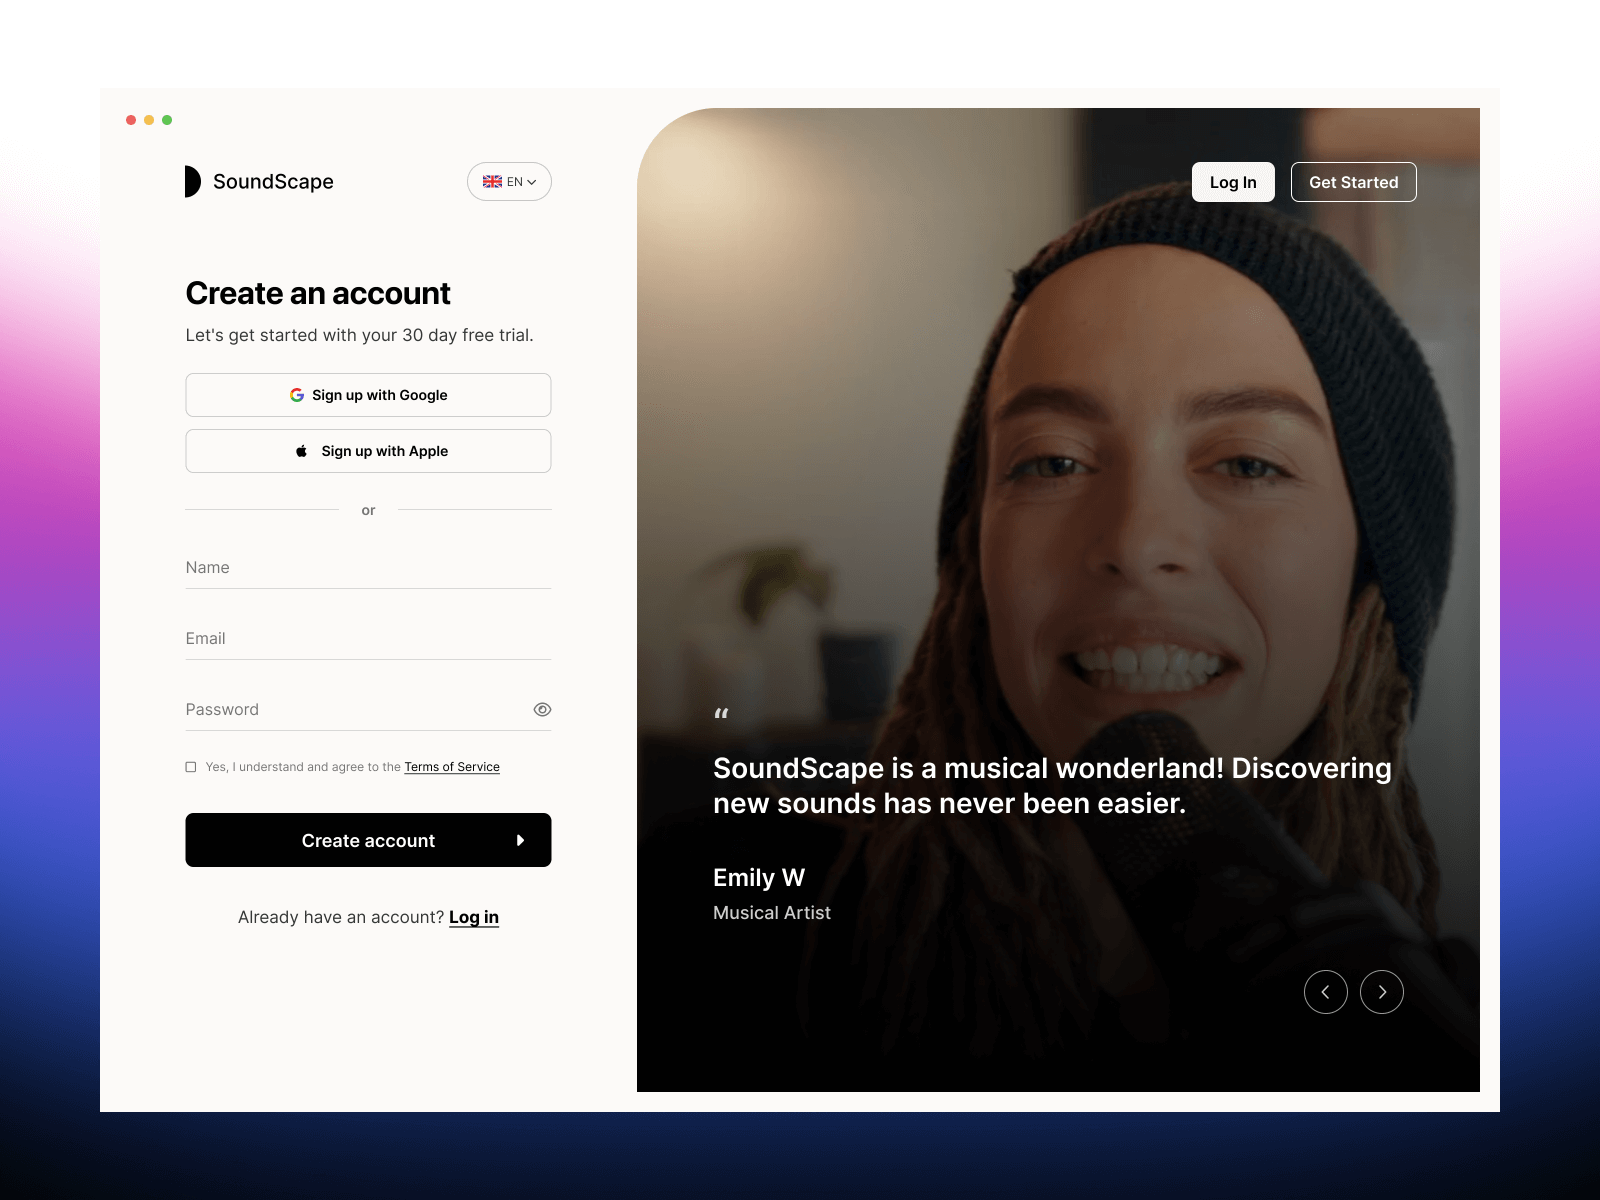 SoundScape
EN
Log In
Get Started
Create an account
Let's get started with your 30 day free trial.
Sign up with Google
Sign up with Apple
or
Name
Email
Password
Yes, I understand and agree to the Terms of Service
Create account
Already have an account? Log in
“
SoundScape is a musical wonderland! Discovering
new sounds has never been easier.
Emily W
Musical Artist